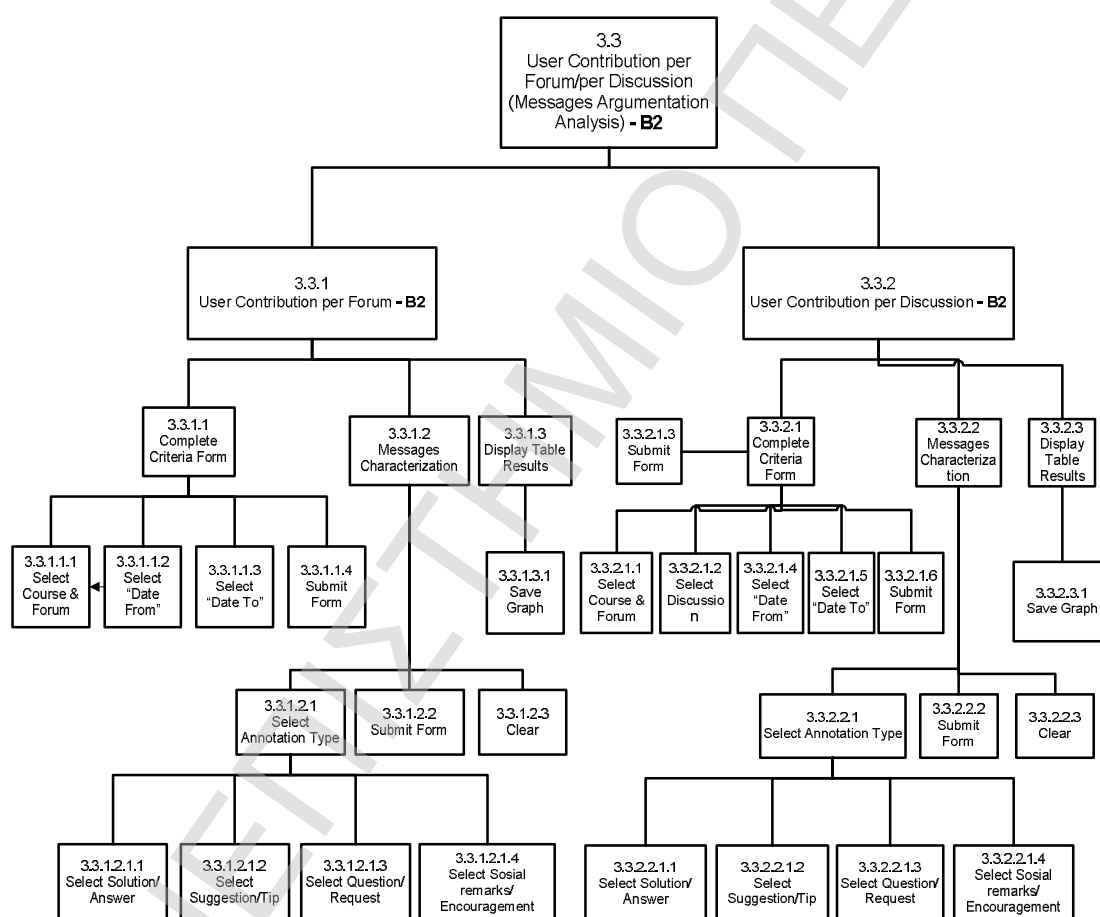 3.3
User Contribution per
Forum/per Discussion
(Messages Argumentation
Analysis) - B2
3.3.1
User Contribution per Forum - B2
3.3.2
User Contribution per Discussion - B2
3.3.1.1
Complete
Criteria Form
3.3.1.2
Messages
Characterization
3.3.1.3
Display Table
Results
3.3.2.1.3
Submit
Form
3.3.2.1
Complete
Criteria
Form
3.3.2.2
Messages
Characteriza
tion
3.3.2.3
Display
Table
Results
3.3.1.1.1
Select
Course &
Forum
3.3.1.1.2
Select
"Date
From"
3.3.1.1.3
Select
"Date To"
3.3.1.1.4
Submit
Form
3.3.1.3.1
Save
Graph
3.3.2.1.1
Select
Course &
Forum
3.3.2.1.2
Select
Discussio
n
3.3.2.1.4
Select
"Date
From"
3.3.2.1.5
Select
"Date To"
3.3.2.1.6
Submit
Form
3.3.2.3.1
Save Graph
3.3.1.2.1
Select
Annotation Type
3.3.1.2.2
Submit Form
3.3.1.2.3
Clear
3.3.2.2.1
Select Annotation Type
3.3.2.2.2
Submit
Form
3.3.2.2.3
Clear
3.3.1.2.1.1
Select Solution/
Answer
3.3.1.2.1.2
Select
Suggestion/Tip
3.3.1.2.1.3
Select Question/
Request
3.3.1.2.1.4
Select Sosial
remarks/
Encouragement
3.3.2.2.1.1
Select Solution/
Answer
3.3.2.2.1.2
Select
Suggestion/Tip
3.3.2.2.1.3
Select Question/
Request
3.3.2.2.1.4
Select Sosial
remarks/
Encouragement